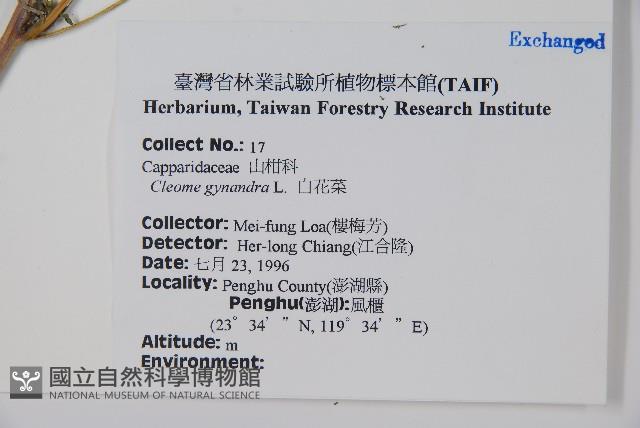 Exchanged
臺灣省林業試驗所植物標本館(TAIF)
Herbarium, Taiwan Forestry Research Institute
Collect No.: 17
Capparidaceae 山柑科
Cleome gynandra L. 白花菜
Collector: Mei-fung Loa(樓梅芳)
Detector: Her-long Chiang(江合隆)
Date: 七月 23, 1996
Locality: Penghu County(澎湖縣)
Penghu(澎湖):風櫃
(23° 34' " N, 119° 34' " E)
Altitude: m
Environment:
國立自然科學博物館
NATIONAL MUSEUM OF NATURAL SCIENCE